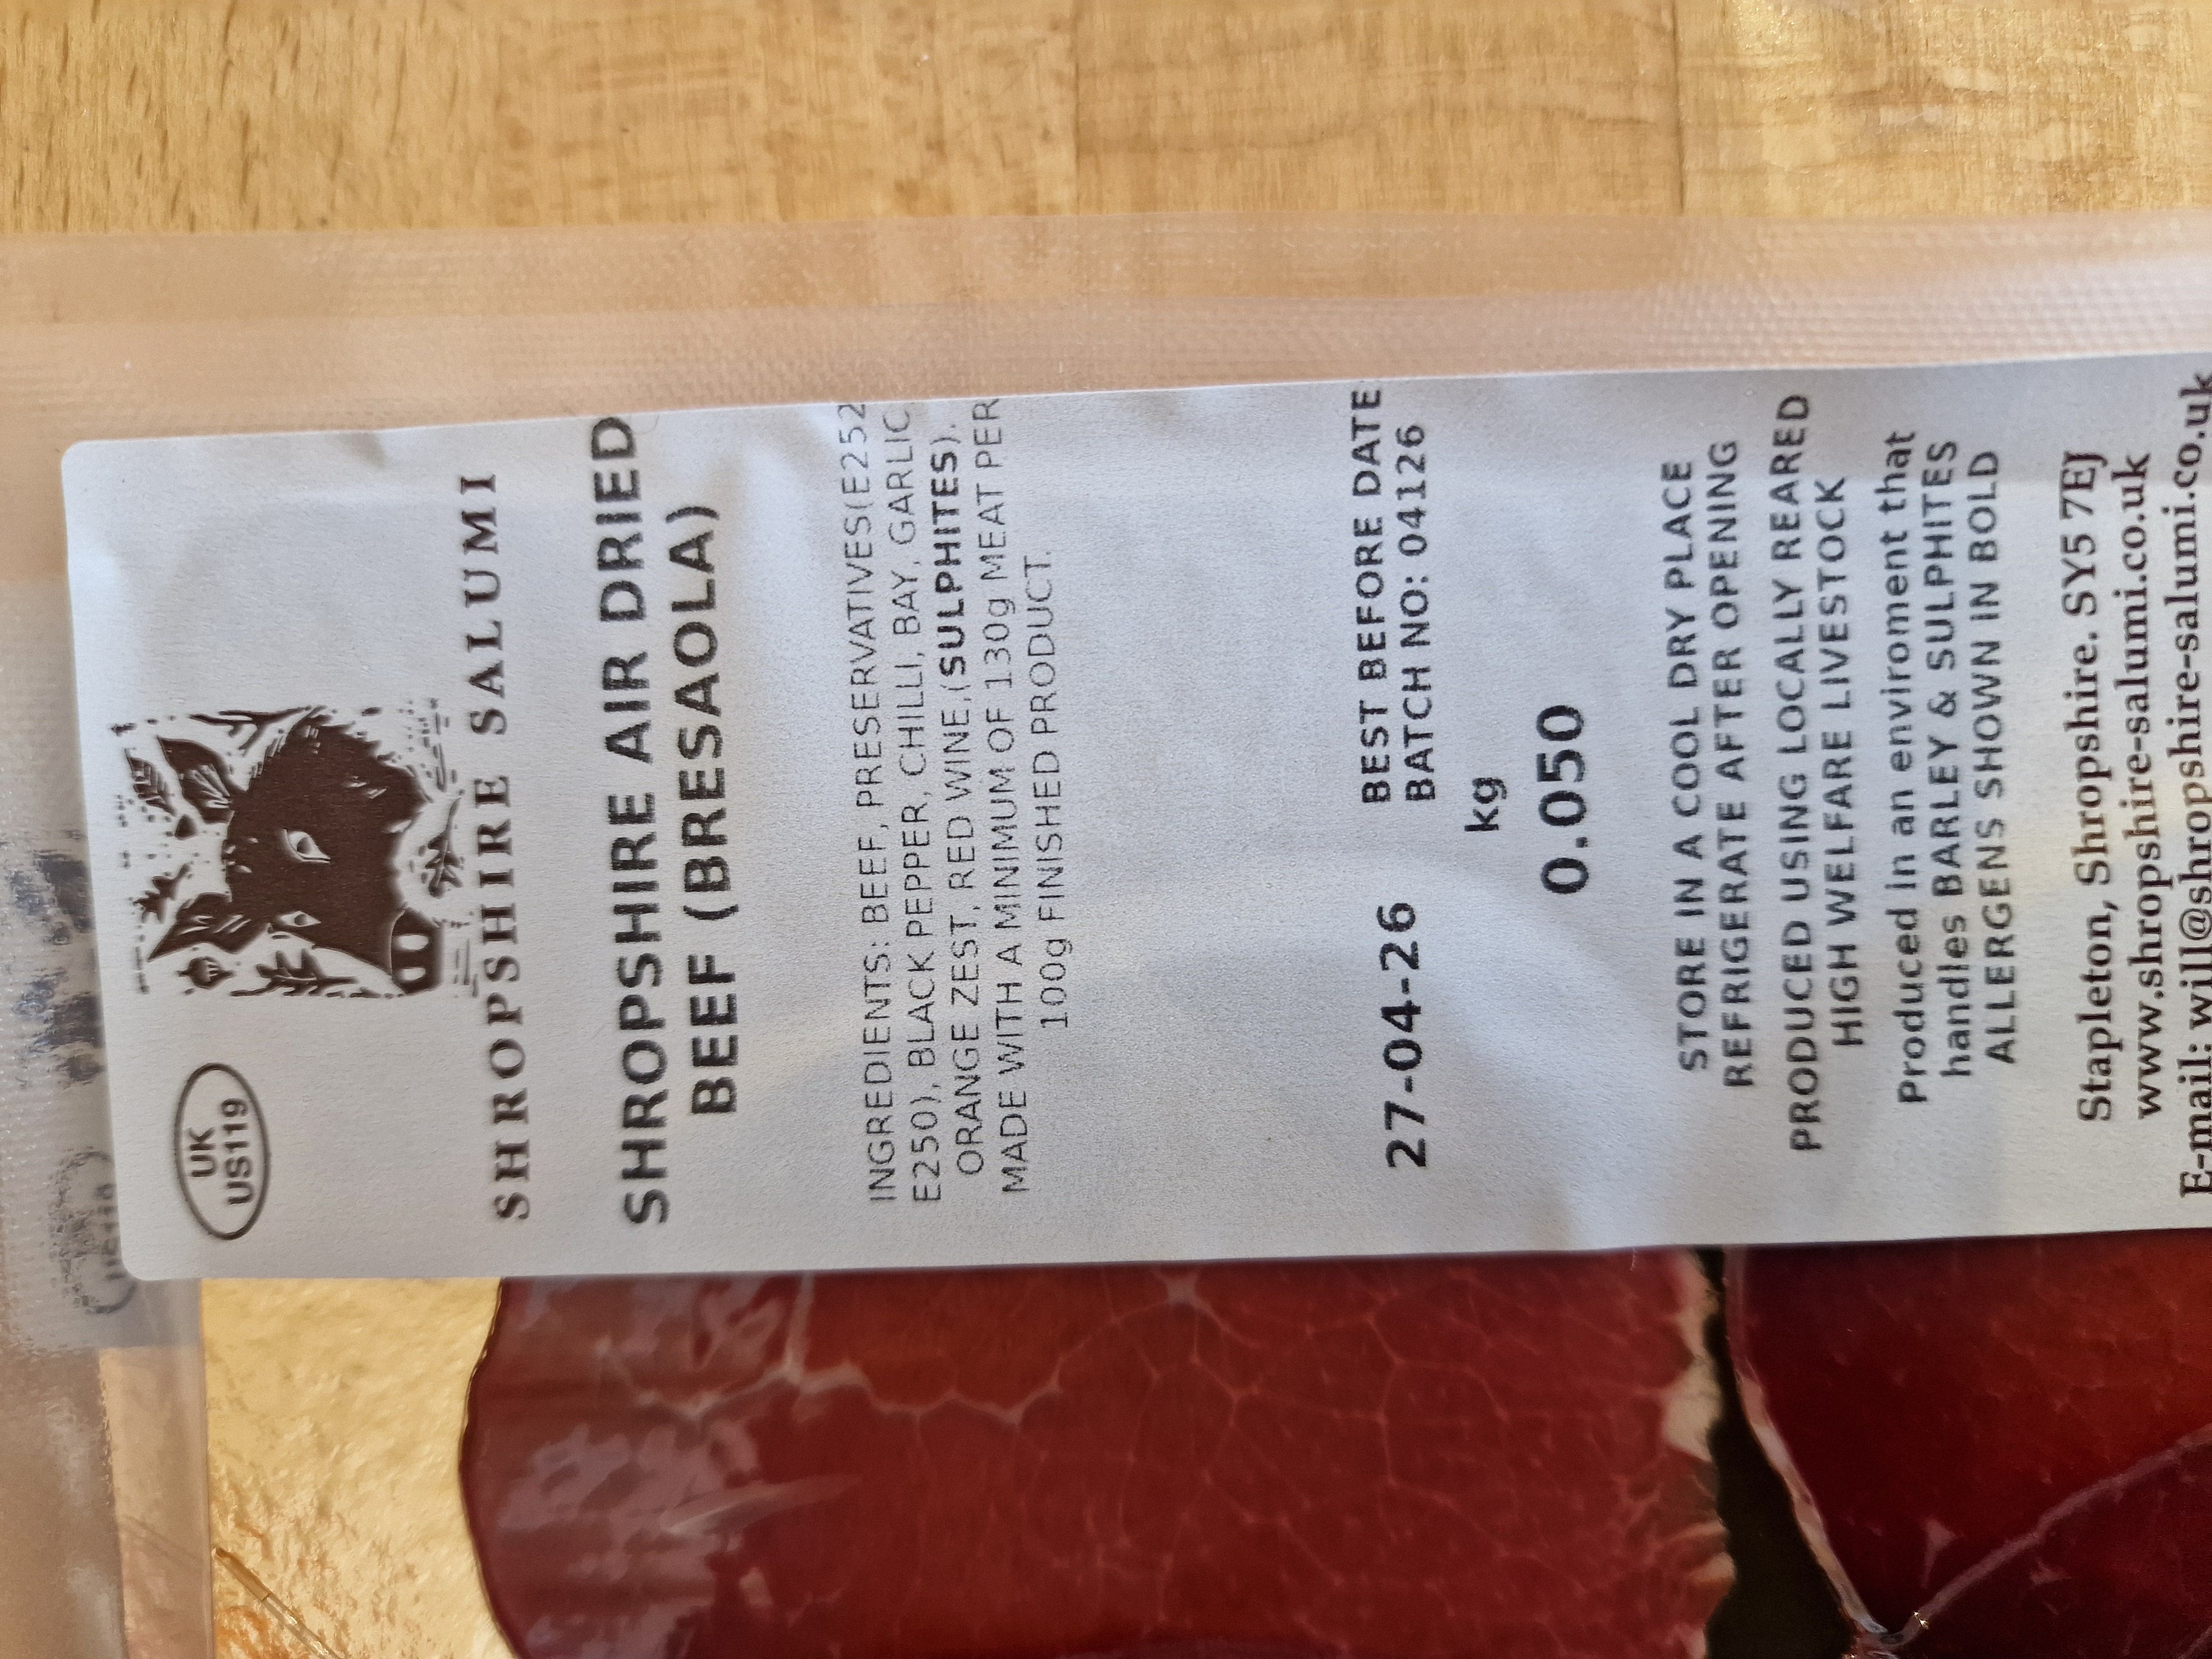 UK
US119
SHROPSHIRE SALUMI
SHROPSHIRE AIR DRIED
BEEF (BRESAOLA)
INGREDIENTS: BEEF, PRESERVATIVES(E252
E250), BLACK PEPPER, CHILLI, BAY, GARLIC
ORANGE ZEST, RED WINE,(SULPHITES).
MADE WITH A MINIMUM OF 130g MEAT PER
100g FINISHED PRODUCT.
27-04-26 BEST BEFORE DATE
BATCH NO: 04126
kg
0.050
STORE IN A COOL DRY PLACE
REFRIGERATE AFTER OPENING
PRODUCED USING LOCALLY REARED
HIGH WELFARE LIVESTOCK
Produced in an enviroment that
handles BARLEY & SULPHITES
ALLERGENS SHOWN IN BOLD
Stapleton, Shropshire. SY5 7EJ
www.shropshire-salumi.co.uk
E-mail: will@shropshire-salumi.co.uk